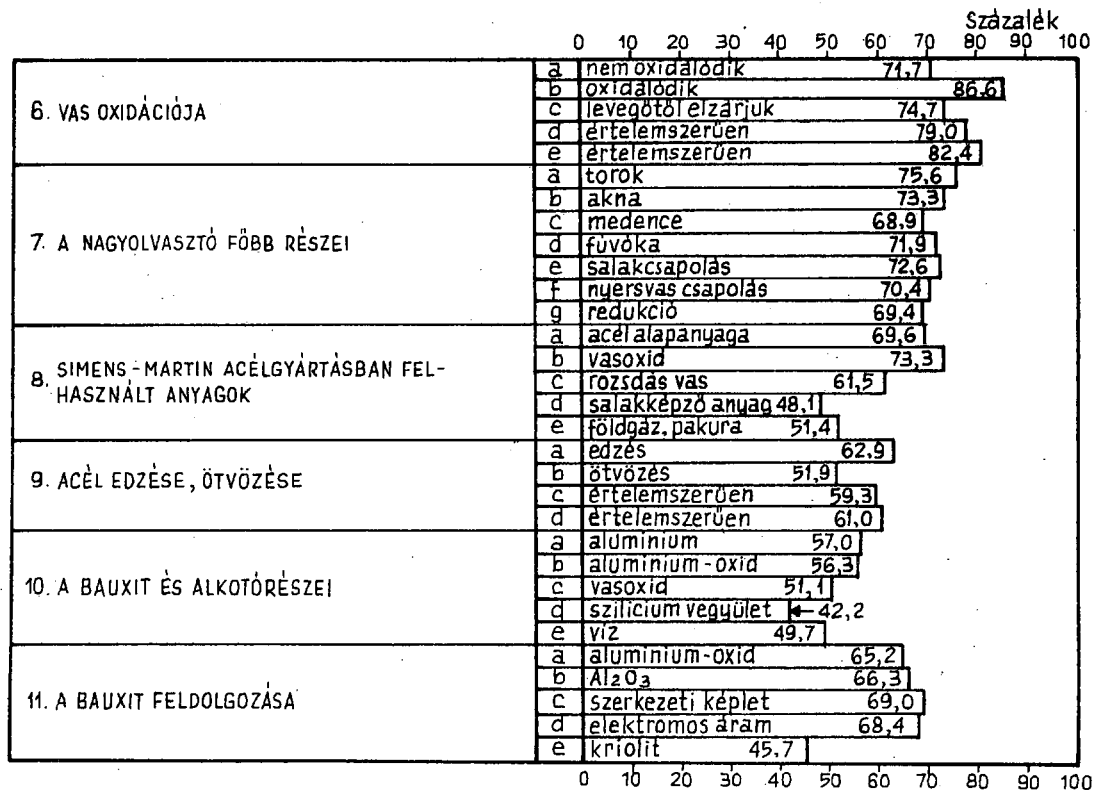 Százalék
0 10 20 30 40 50 60 70 80 90 100
6. VAS OXIDÁCIÓJA
a nem oxidálódik 71,7
b oxidálódik 86,6
c levegőtől elzárjuk 74,7
d értelemszerűen 79,0
e értelemszerűen 82,4
7. A NAGYOLVASZTÓ FŐBB RÉSZEI
a torok 75,6
b akna 73,3
c medence 68,9
d fúvóka 71,9
e salakcsapolás 72,6
f nyersvas csapolás 70,4
g redukció 69,4
8. SIMENS-MARTIN ACÉLGYÁRTÁSBAN FEL-
HASZNÁLT ANYAGOK
a acél alapanyaga 69,6
b vasoxid 73,3
c rozsdás vas 61,5
d salakképző anyag 48,1
e földgáz, pakura 51,4
9. ACÉL EDZÉSE, ÖTVÖZÉSE
a edzés 62,9
b ötvözés 51,9
c értelemszerűen 59,3
d értelemszerűen 61,0
10. A BAUXIT ÉS ALKOTÓRÉSZEI
a alumínium 57,0
b alumínium-oxid 56,3
c vasoxid 51,1
d szilícium vegyület 42,2
e víz 49,7
11. A BAUXIT FELDOLGOZÁSA
a alumínium-oxid 65,2
b Al2O3 66,3
c szerkezeti képlet 69,0
d elektromos áram 68,4
e kriolit 45,7
0 10 20 30 40 50 60 70 80 90 100